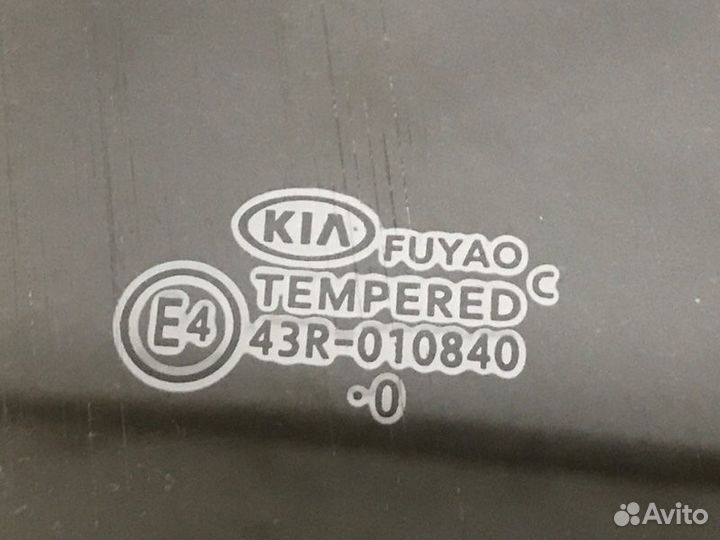 KIA FUYAO
TEMPERED C
E4 43R-010840
·0
Avito